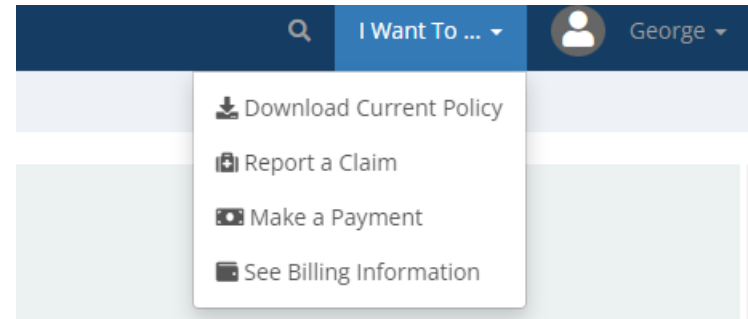 I Want To ...
George
Download Current Policy
Report a Claim
Make a Payment
See Billing Information